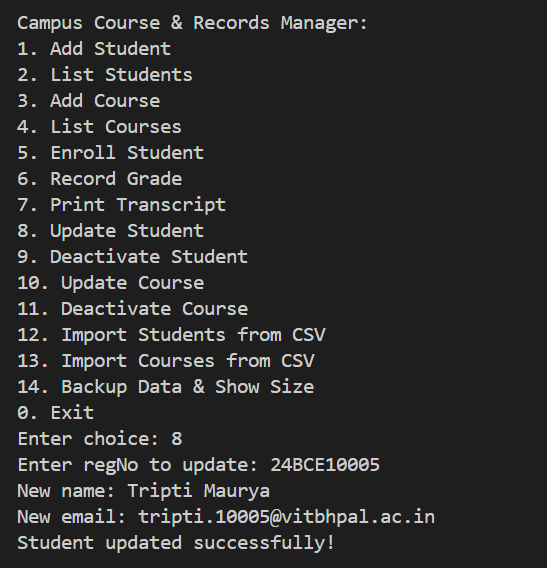 Campus Course & Records Manager:
1. Add Student
2. List Students
3. Add Course
4. List Courses
5. Enroll Student
6. Record Grade
7. Print Transcript
8. Update Student
9. Deactivate Student
10. Update Course
11. Deactivate Course
12. Import Students from CSV
13. Import Courses from CSV
14. Backup Data & Show Size
0. Exit
Enter choice: 8
Enter regNo to update: 24BCE10005
New name: Tripti Maurya
New email: tripti.10005@vitbhpal.ac.in
Student updated successfully!